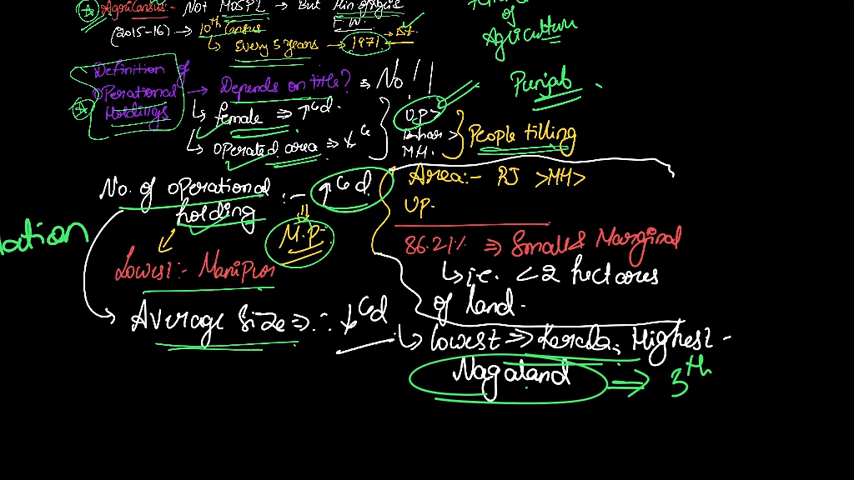 Agri Census:- Not MOSPI → But Min of Agri
F.W.
(2015-16) → 10th Census
↳ Every 5 years → 1971 → 1st
of
Agriculture
Punjab
Definition of
Operational
Holdings → Depends on title? ⇒ No!!
↳ female ⇒ ↑ed.
↳ operated area ⇒ ↓ed
U.P>
Bihar>
M.H.
People tilling
No. of operational
holding :- ↑ed.
M.P.
Lowest :- Manipur
Average Size ⇒ ∴ ↓ed
Area:- RJ >MH>
UP.
86.21% ⇒ Small & Marginal
↳ i.e. <2 hectares
of land.
↳ lowest ⇒ Kerala; Highest -
Nagaland ⇒ 3th